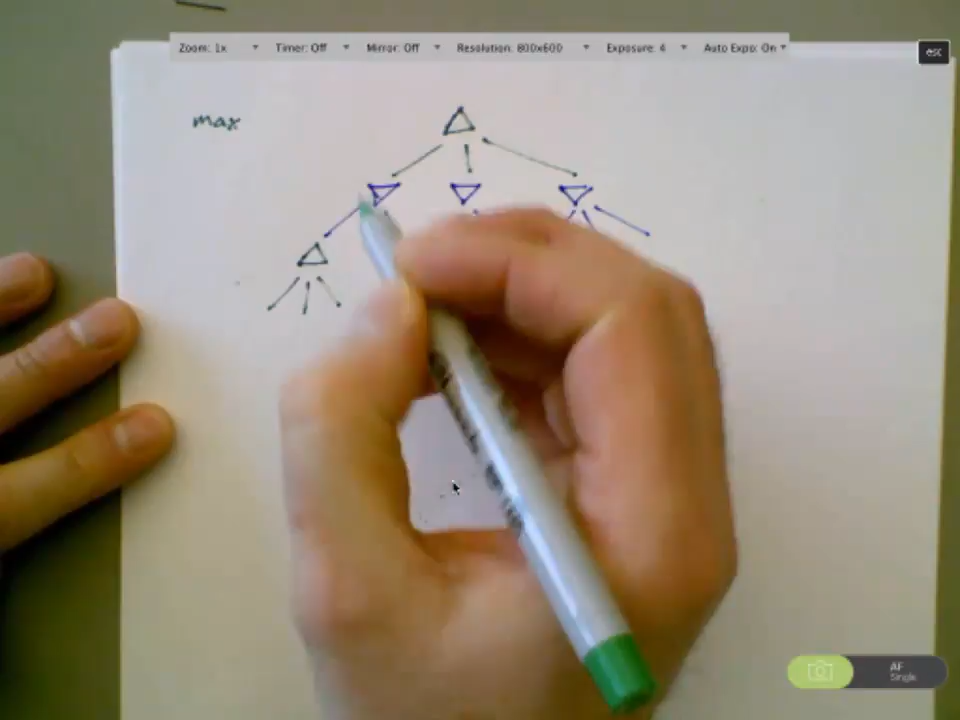 Zoom: 1x Timer: Off Mirror: Off Resolution: 800x600 Exposure: 4 Auto Expo: On
esc
max
AF
Single